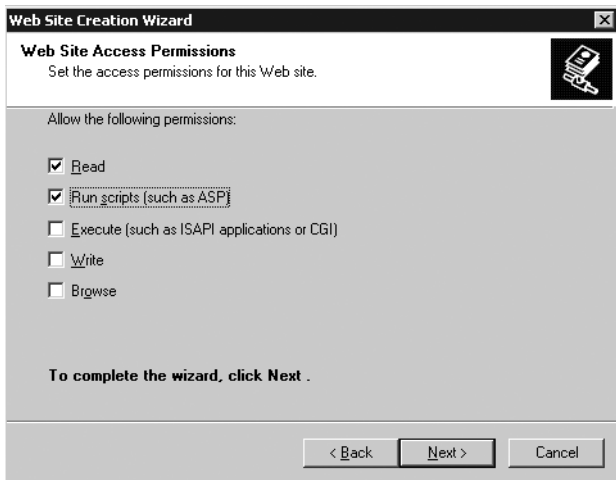 Web Site Creation Wizard
Web Site Access Permissions
Set the access permissions for this Web site.
Allow the following permissions:
Read
Run scripts (such as ASP)
Execute (such as ISAPI applications or CGI)
Write
Browse
To complete the wizard, click Next .
< Back Next > Cancel